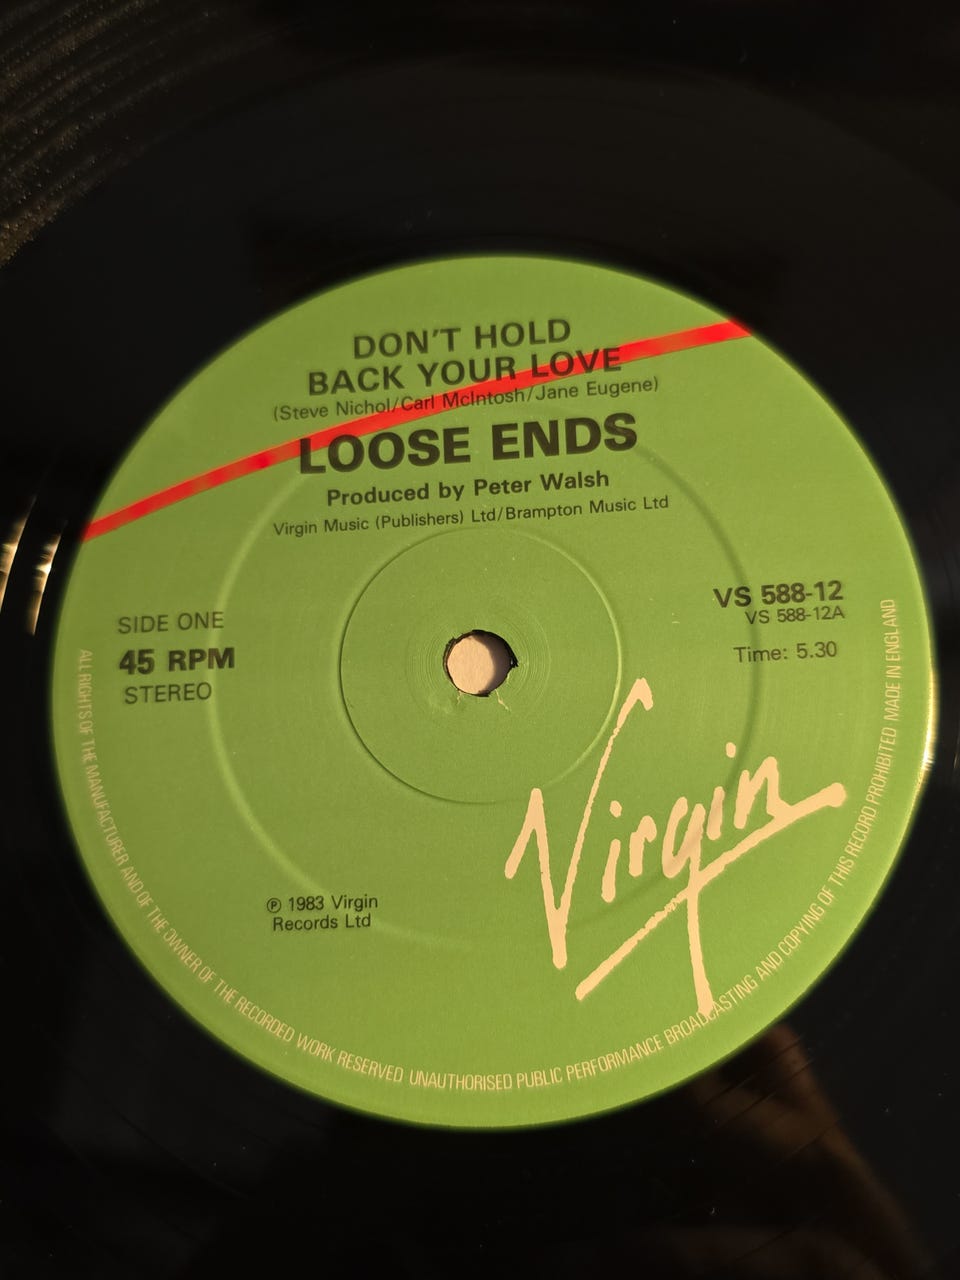 DON'T HOLD
BACK YOUR LOVE
(Steve Nichol/Carl McIntosh/Jane Eugene)
LOOSE ENDS
Produced by Peter Walsh
Virgin Music (Publishers) Ltd/Brampton Music Ltd
SIDE ONE
45 RPM
STEREO
VS 588-12
VS 588-12A
Time: 5.30
Virgin
℗ 1983 Virgin
Records Ltd
ALL RIGHTS OF THE MANUFACTURER AND OF THE OWNER OF THE RECORDED WORK RESERVED UNAUTHORISED PUBLIC PERFORMANCE BROADCASTING AND COPYING OF THIS RECORD PROHIBITED MADE IN ENGLAND